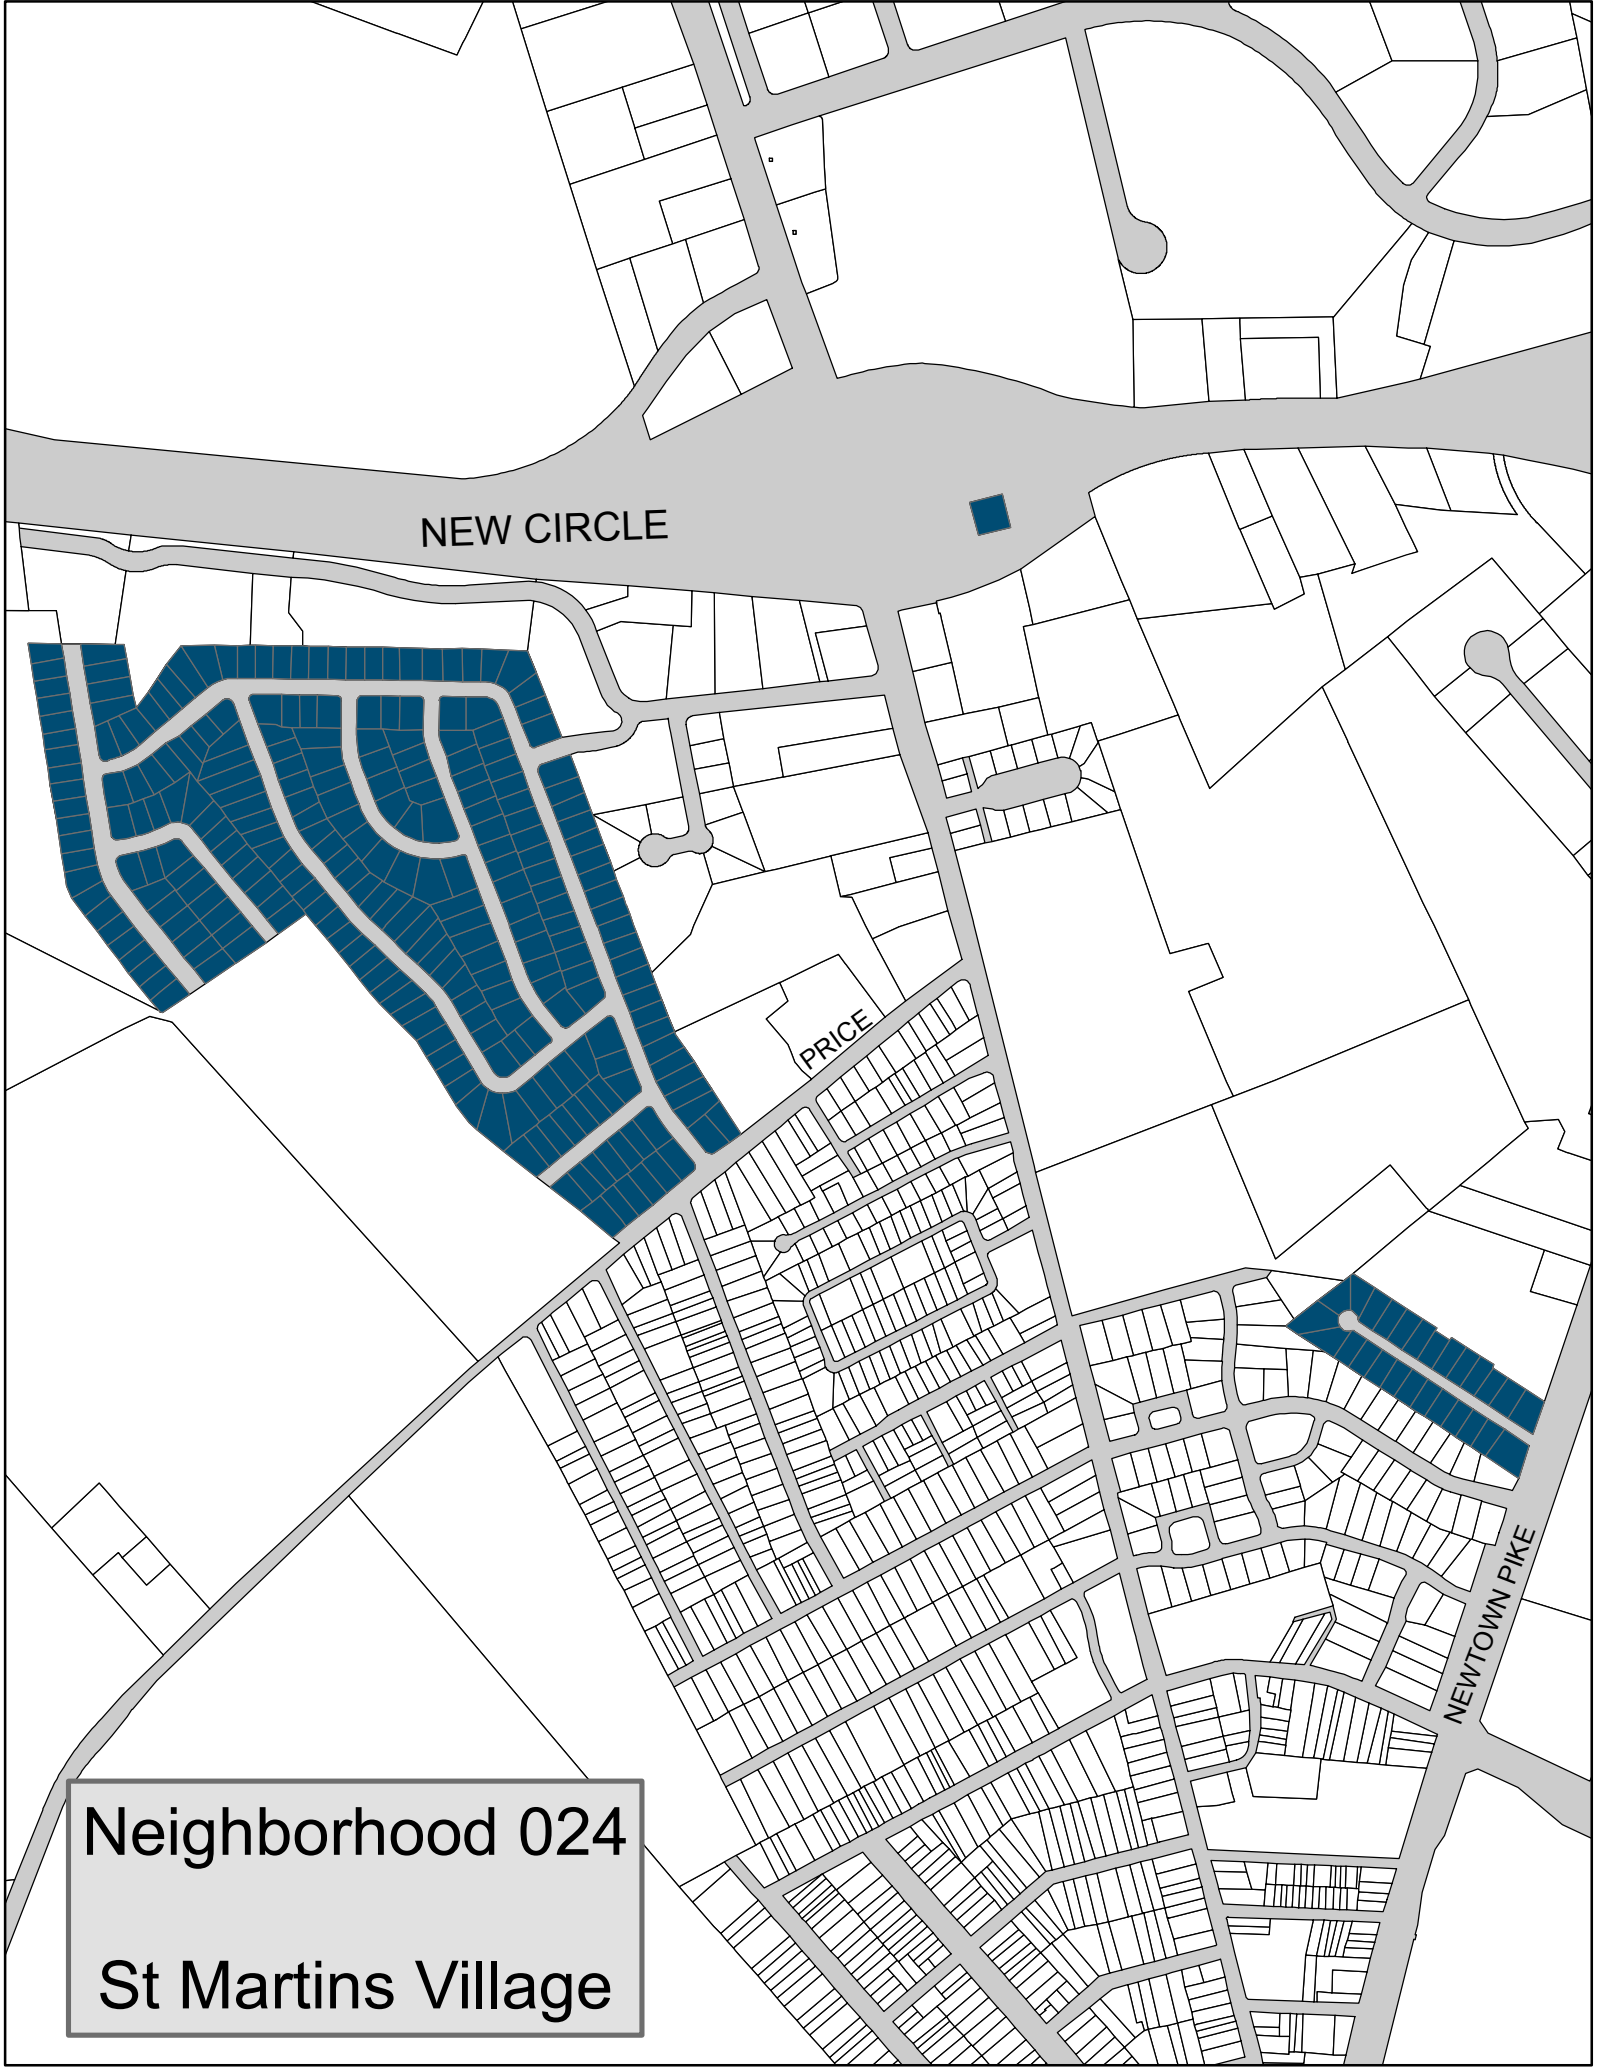 NEW CIRCLE
PRICE
NEWTOWN PIKE
Neighborhood 024
St Martins Village